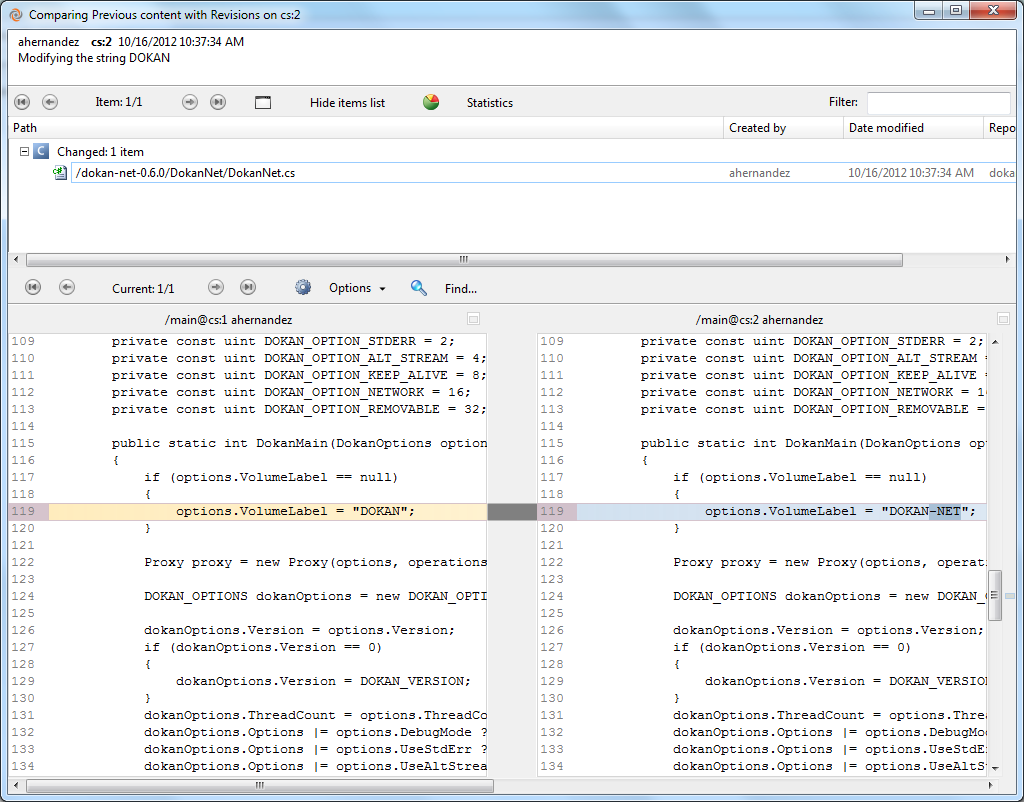 Comparing Previous content with Revisions on cs:2
ahernandez cs:2 10/16/2012 10:37:34 AM
Modifying the string DOKAN
Item: 1/1 Hide items list Statistics Filter:
Path Created by Date modified Repo
C Changed: 1 item
/dokan-net-0.6.0/DokanNet/DokanNet.cs ahernandez 10/16/2012 10:37:34 AM doka
Current: 1/1 Options Find...
/main@cs:1 ahernandez
109 private const uint DOKAN_OPTION_STDERR = 2;
110 private const uint DOKAN_OPTION_ALT_STREAM = 4;
111 private const uint DOKAN_OPTION_KEEP_ALIVE = 8;
112 private const uint DOKAN_OPTION_NETWORK = 16;
113 private const uint DOKAN_OPTION_REMOVABLE = 32;
114
115 public static int DokanMain(DokanOptions option
116 {
117 if (options.VolumeLabel == null)
118 {
119 options.VolumeLabel = "DOKAN";
120 }
121
122 Proxy proxy = new Proxy(options, operations
123
124 DOKAN_OPTIONS dokanOptions = new DOKAN_OPTI
125
126 dokanOptions.Version = options.Version;
127 if (dokanOptions.Version == 0)
128 {
129 dokanOptions.Version = DOKAN_VERSION;
130 }
131 dokanOptions.ThreadCount = options.ThreadCo
132 dokanOptions.Options |= options.DebugMode ?
133 dokanOptions.Options |= options.UseStdErr ?
134 dokanOptions.Options |= options.UseAltStrea
/main@cs:2 ahernandez
109 private const uint DOKAN_OPTION_STDERR = 2;
110 private const uint DOKAN_OPTION_ALT_STREAM =
111 private const uint DOKAN_OPTION_KEEP_ALIVE =
112 private const uint DOKAN_OPTION_NETWORK = 16
113 private const uint DOKAN_OPTION_REMOVABLE =
114
115 public static int DokanMain(DokanOptions opt
116 {
117 if (options.VolumeLabel == null)
118 {
119 options.VolumeLabel = "DOKAN-NET";
120 }
121
122 Proxy proxy = new Proxy(options, operati
123
124 DOKAN_OPTIONS dokanOptions = new DOKAN_O
125
126 dokanOptions.Version = options.Version;
127 if (dokanOptions.Version == 0)
128 {
129 dokanOptions.Version = DOKAN_VERSION
130 }
131 dokanOptions.ThreadCount = options.Threa
132 dokanOptions.Options |= options.DebugMod
133 dokanOptions.Options |= options.UseStdEr
134 dokanOptions.Options |= options.UseAltSt